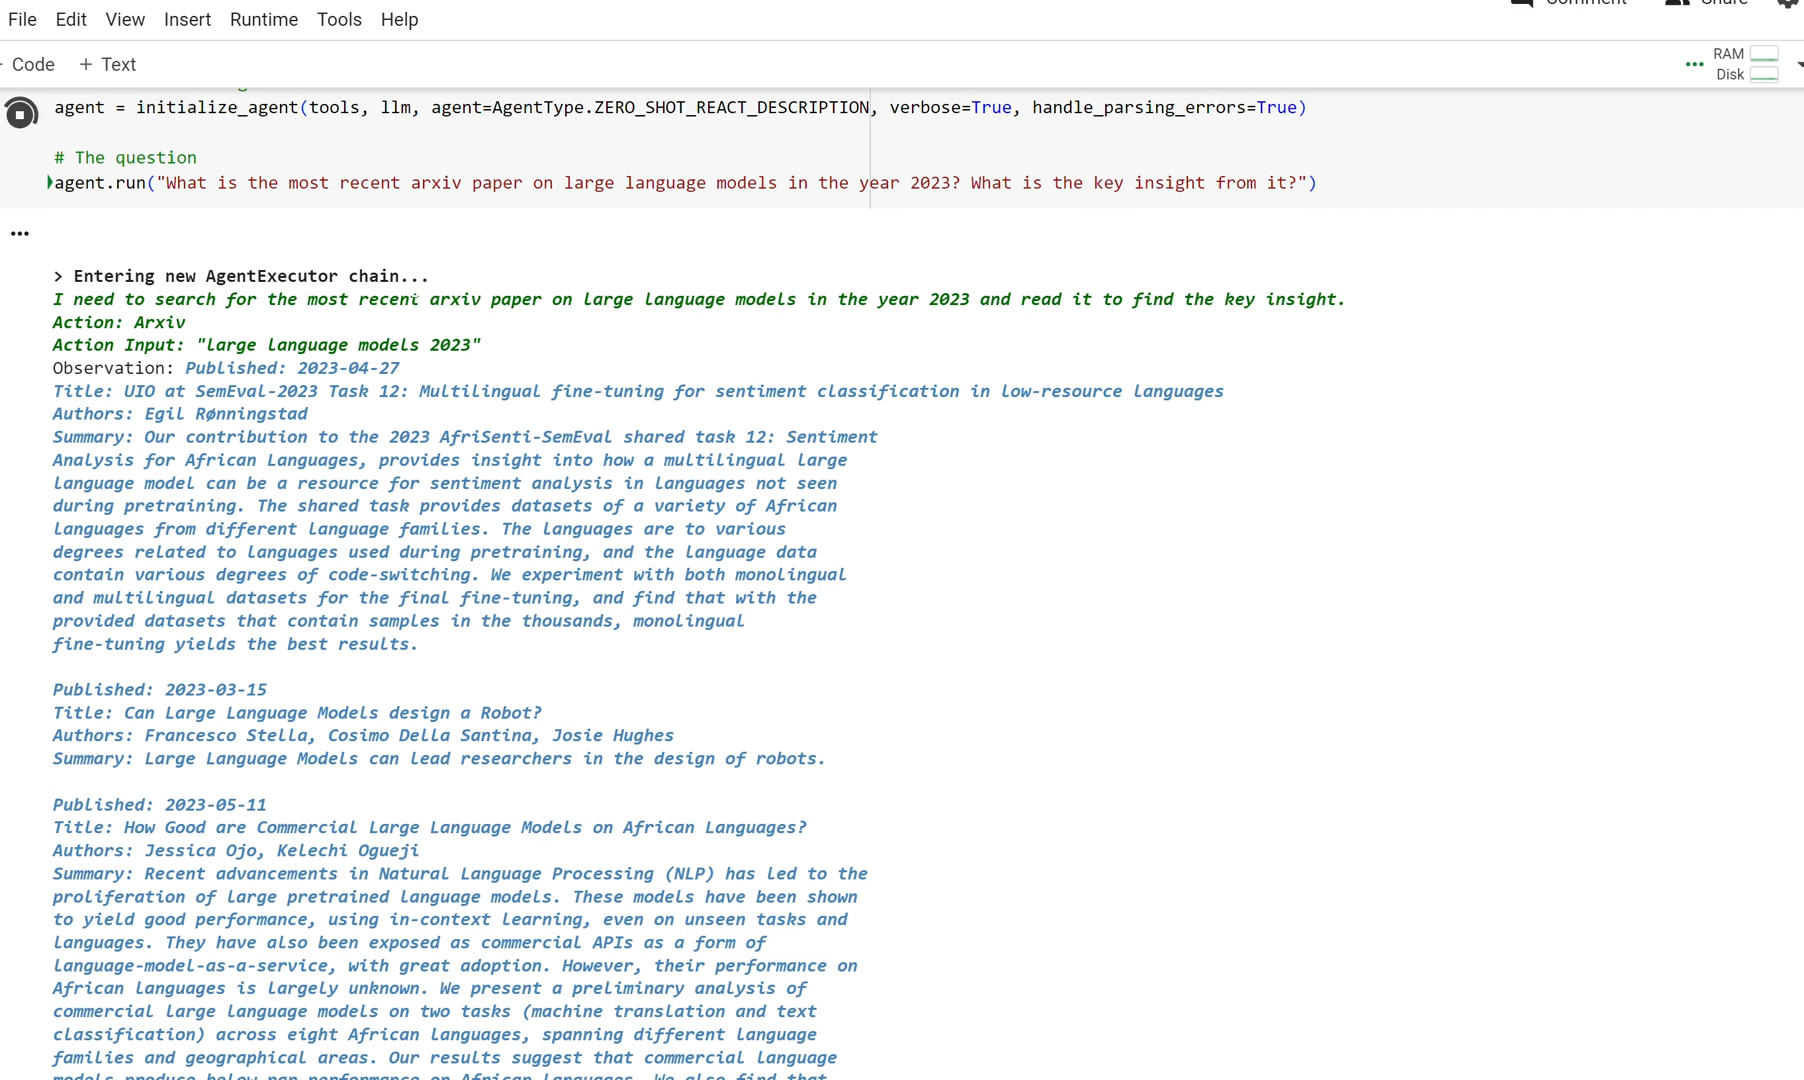 File Edit View Insert Runtime Tools Help
Comment Share
Code + Text
RAM
Disk
agent = initialize_agent(tools, llm, agent=AgentType.ZERO_SHOT_REACT_DESCRIPTION, verbose=True, handle_parsing_errors=True)
# The question
agent.run("What is the most recent arxiv paper on large language models in the year 2023? What is the key insight from it?")
> Entering new AgentExecutor chain...
I need to search for the most recent arxiv paper on large language models in the year 2023 and read it to find the key insight.
Action: Arxiv
Action Input: "large language models 2023"
Observation: Published: 2023-04-27
Title: UIO at SemEval-2023 Task 12: Multilingual fine-tuning for sentiment classification in low-resource languages
Authors: Egil Rønningstad
Summary: Our contribution to the 2023 AfriSenti-SemEval shared task 12: Sentiment
Analysis for African Languages, provides insight into how a multilingual large
language model can be a resource for sentiment analysis in languages not seen
during pretraining. The shared task provides datasets of a variety of African
languages from different language families. The languages are to various
degrees related to languages used during pretraining, and the language data
contain various degrees of code-switching. We experiment with both monolingual
and multilingual datasets for the final fine-tuning, and find that with the
provided datasets that contain samples in the thousands, monolingual
fine-tuning yields the best results.
Published: 2023-03-15
Title: Can Large Language Models design a Robot?
Authors: Francesco Stella, Cosimo Della Santina, Josie Hughes
Summary: Large Language Models can lead researchers in the design of robots.
Published: 2023-05-11
Title: How Good are Commercial Large Language Models on African Languages?
Authors: Jessica Ojo, Kelechi Ogueji
Summary: Recent advancements in Natural Language Processing (NLP) has led to the
proliferation of large pretrained language models. These models have been shown
to yield good performance, using in-context learning, even on unseen tasks and
languages. They have also been exposed as commercial APIs as a form of
language-model-as-a-service, with great adoption. However, their performance on
African languages is largely unknown. We present a preliminary analysis of
commercial large language models on two tasks (machine translation and text
classification) across eight African languages, spanning different language
families and geographical areas. Our results suggest that commercial language
models produce below par performance on African languages. We also find that